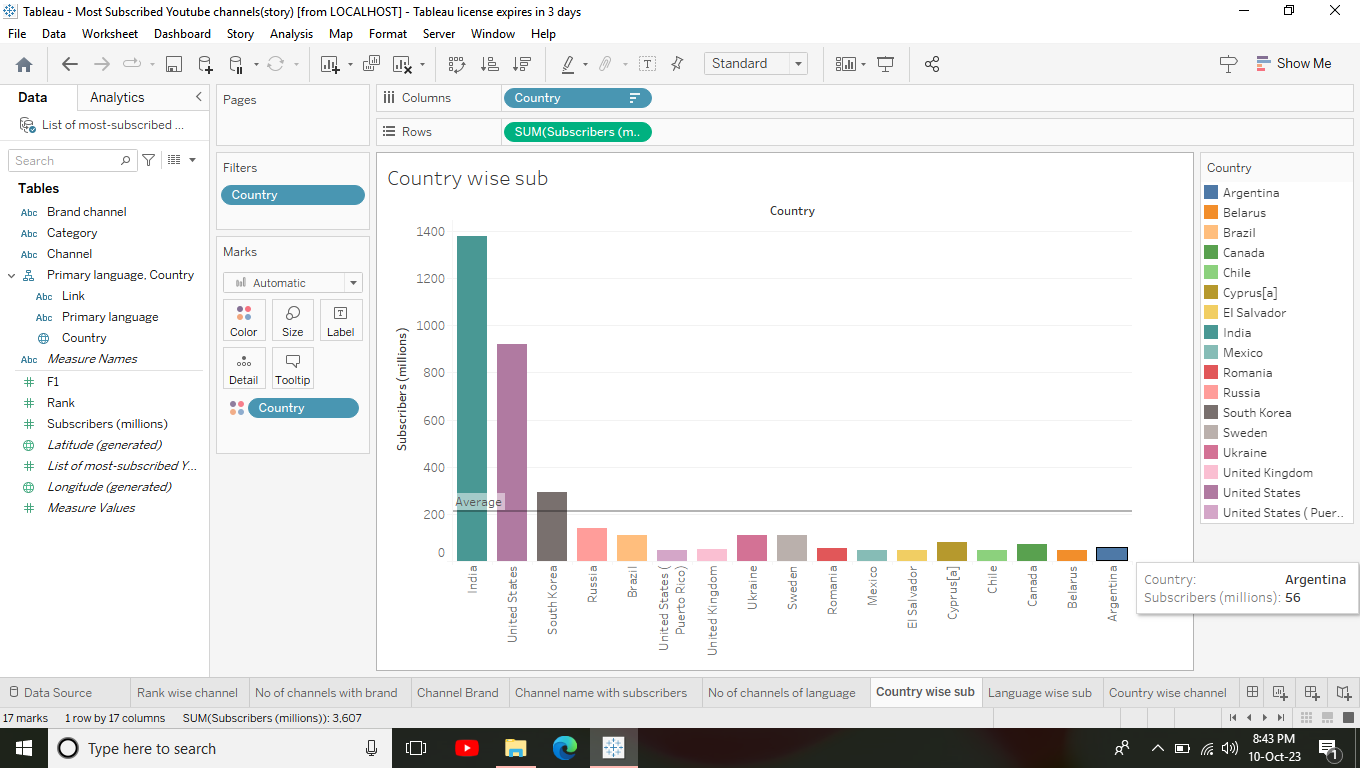 Tableau - Most Subscribed Youtube channels(story) [from LOCALHOST] - Tableau license expires in 3 days
File Data Worksheet Dashboard Story Analysis Map Format Server Window Help
Standard
Show Me
Data Analytics
List of most-subscribed ...
Search
Tables
Abc Brand channel
Abc Category
Abc Channel
Primary language, Country
Abc Link
Abc Primary language
Country
Abc Measure Names
F1
Rank
Subscribers (millions)
Latitude (generated)
List of most-subscribed Y...
Longitude (generated)
Measure Values
Pages
Filters
Country
Marks
Automatic
Color Size Label
Detail Tooltip
Country
Columns Country
Rows SUM(Subscribers (m..
Country wise sub
Country
Subscribers (millions)
1400
1200
1000
800
600
400
200
0
Average
India
United States
South Korea
Russia
Brazil
United States (
Puerto Rico)
United Kingdom
Ukraine
Sweden
Romania
Mexico
El Salvador
Cyprus[a]
Chile
Canada
Belarus
Argentina
Country
Argentina
Belarus
Brazil
Canada
Chile
Cyprus[a]
El Salvador
India
Mexico
Romania
Russia
South Korea
Sweden
Ukraine
United Kingdom
United States
United States ( Puer..
Country: Argentina
Subscribers (millions): 56
Data Source Rank wise channel No of channels with brand Channel Brand Channel name with subscribers No of channels of language Country wise sub Language wise sub Country wise channel
17 marks 1 row by 17 columns SUM(Subscribers (millions)): 3,607
Type here to search
8:43 PM
10-Oct-23
1